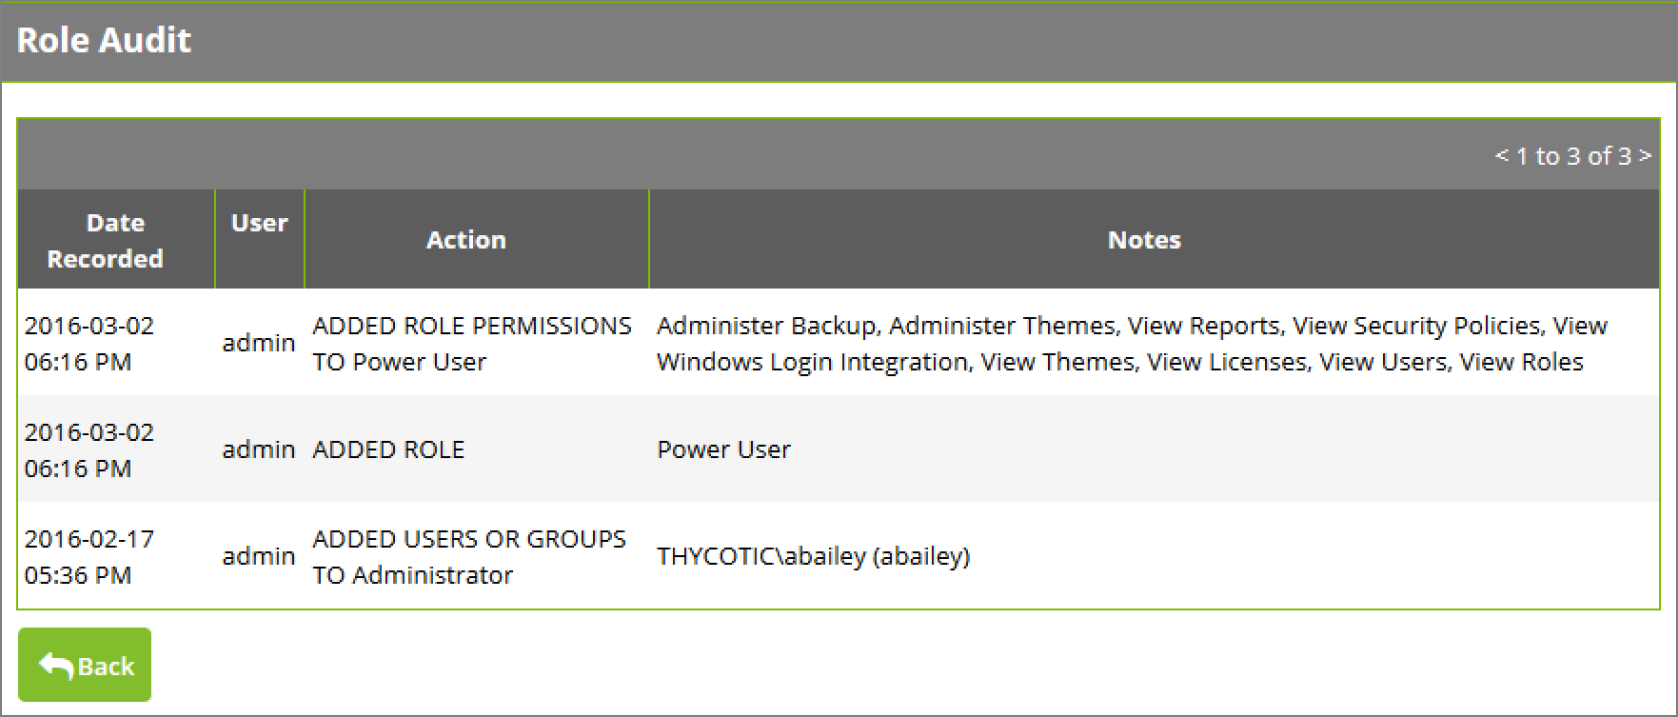 Role Audit
< 1 to 3 of 3 >
Date
Recorded
User
Action
Notes
2016-03-02
06:16 PM
admin
ADDED ROLE PERMISSIONS
TO Power User
Administer Backup, Administer Themes, View Reports, View Security Policies, View
Windows Login Integration, View Themes, View Licenses, View Users, View Roles
2016-03-02
06:16 PM
admin
ADDED ROLE
Power User
2016-02-17
05:36 PM
admin
ADDED USERS OR GROUPS
TO Administrator
THYCOTIC\abailey (abailey)
Back